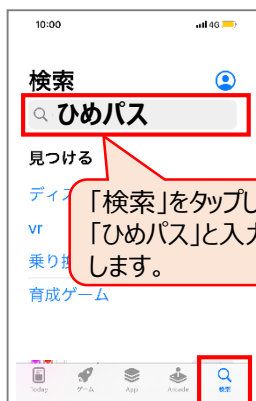 10:00
4G
検索
ひめパス
見つける
ディス
「検索」をタップし
「ひめパス」と入力
します。
vr
乗り換
育成ゲーム
Today
ゲーム
App
Arcade
検索